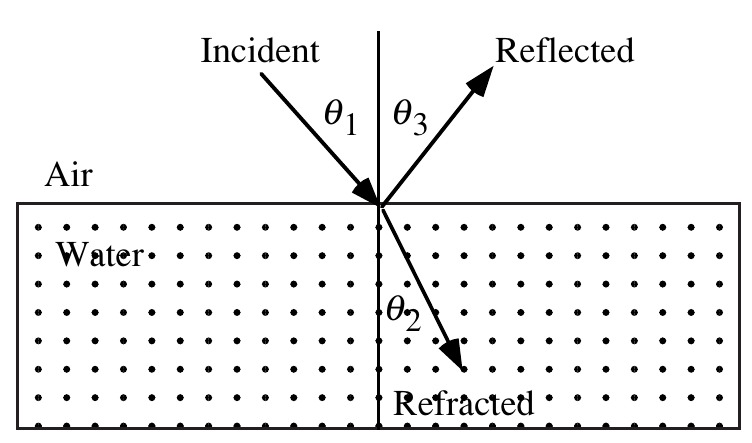 Incident Reflected
θ1 θ3
Air
Water
θ2
Refracted